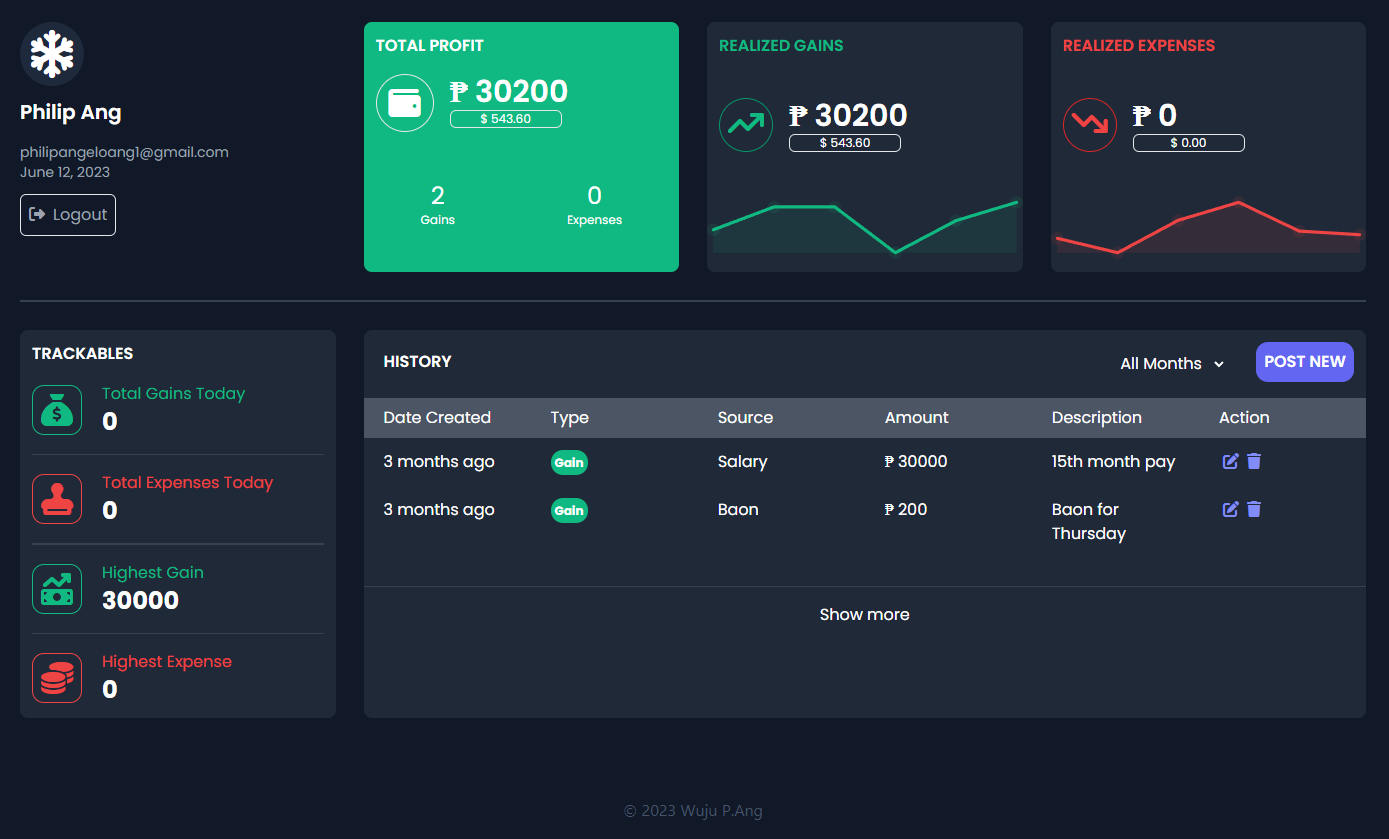 Philip Ang
philipangeloang1@gmail.com
June 12, 2023
Logout
TOTAL PROFIT
₱ 30200
$ 543.60
2
Gains
0
Expenses
REALIZED GAINS
₱ 30200
$ 543.60
REALIZED EXPENSES
₱ 0
$ 0.00
TRACKABLES
Total Gains Today
0
Total Expenses Today
0
Highest Gain
30000
Highest Expense
0
HISTORY
All Months
POST NEW
Date Created Type Source Amount Description Action
3 months ago Gain Salary ₱ 30000 15th month pay
3 months ago Gain Baon ₱ 200 Baon for
Thursday
Show more
© 2023 Wuju P.Ang